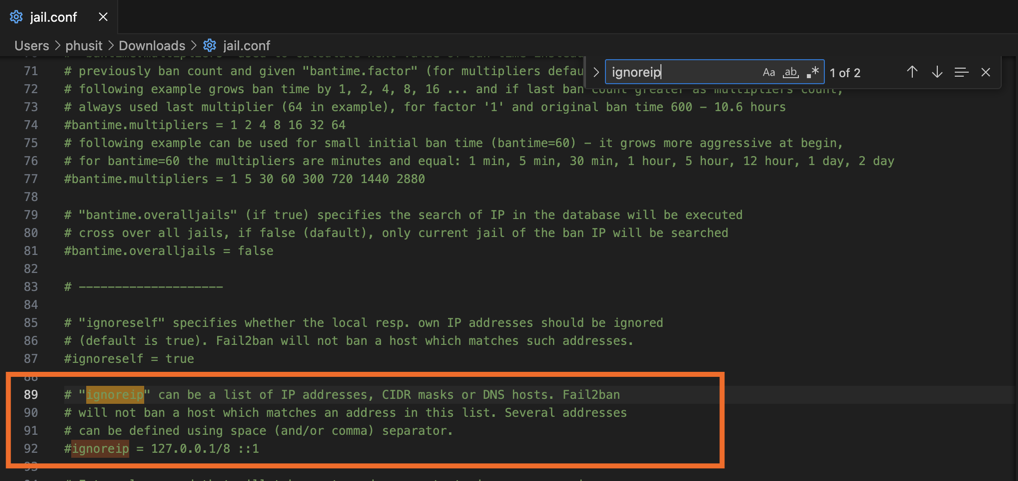 jail.conf
Users > phusit > Downloads > jail.conf
ignoreip Aa ab .* 1 of 2
71 # previously ban count and given "bantime.factor" (for multipliers defau
72 # following example grows ban time by 1, 2, 4, 8, 16 ... and if last ban count greater as multipliers count,
73 # always used last multiplier (64 in example), for factor '1' and original ban time 600 - 10.6 hours
74 #bantime.multipliers = 1 2 4 8 16 32 64
75 # following example can be used for small initial ban time (bantime=60) - it grows more aggressive at begin,
76 # for bantime=60 the multipliers are minutes and equal: 1 min, 5 min, 30 min, 1 hour, 5 hour, 12 hour, 1 day, 2 day
77 #bantime.multipliers = 1 5 30 60 300 720 1440 2880
78
79 # "bantime.overalljails" (if true) specifies the search of IP in the database will be executed
80 # cross over all jails, if false (dafault), only current jail of the ban IP will be searched
81 #bantime.overalljails = false
82
83 # --------------------
84
85 # "ignoreself" specifies whether the local resp. own IP addresses should be ignored
86 # (default is true). Fail2ban will not ban a host which matches such addresses.
87 #ignoreself = true
88
89 # "ignoreip" can be a list of IP addresses, CIDR masks or DNS hosts. Fail2ban
90 # will not ban a host which matches an address in this list. Several addresses
91 # can be defined using space (and/or comma) separator.
92 #ignoreip = 127.0.0.1/8 ::1
93